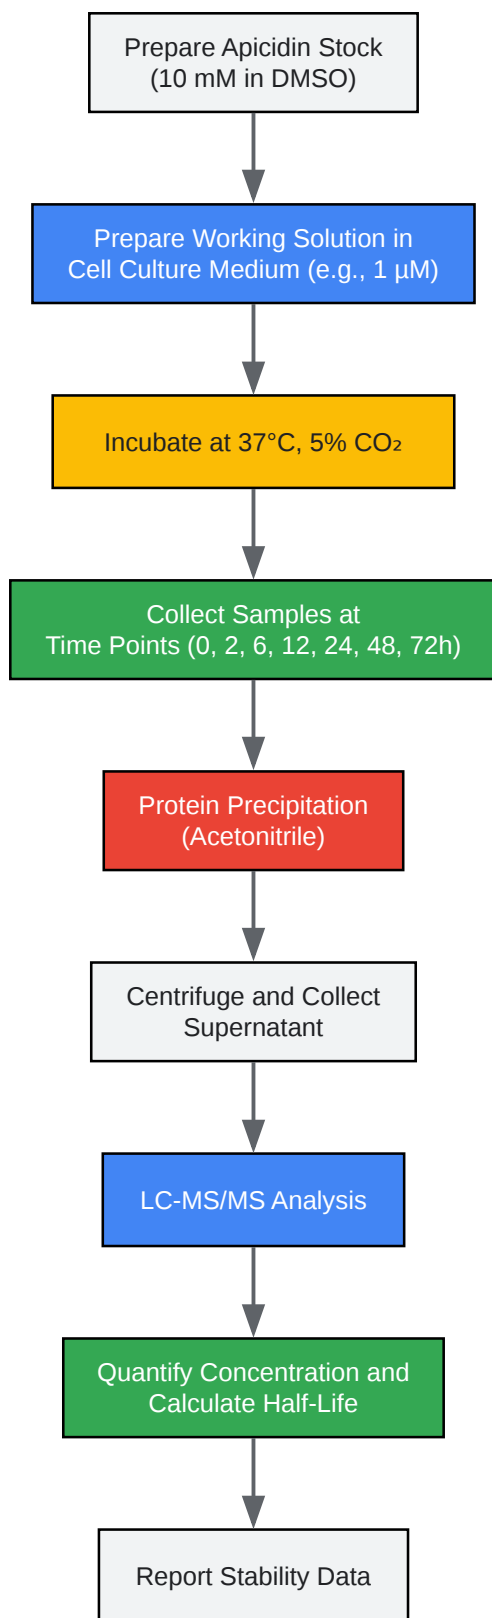 Prepare Apicidin Stock
(10 mM in DMSO)
Prepare Working Solution in
Cell Culture Medium (e.g., 1 µM)
Incubate at 37°C, 5% CO₂
Collect Samples at
Time Points (0, 2, 6, 12, 24, 48, 72h)
Protein Precipitation
(Acetonitrile)
Centrifuge and Collect
Supernatant
LC-MS/MS Analysis
Quantify Concentration and
Calculate Half-Life
Report Stability Data